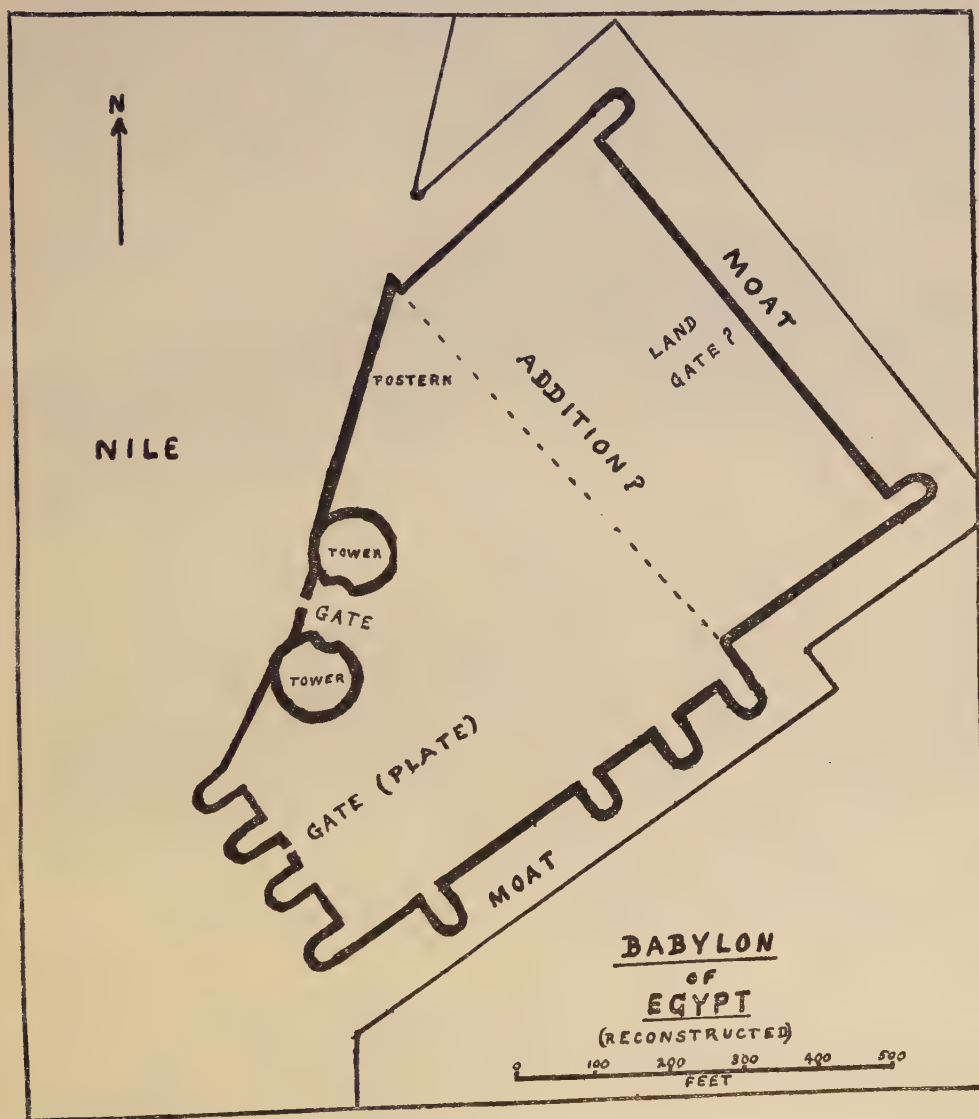 N
MOAT
LAND
GATE?
POSTERN
ADDITION?
NILE
TOWER
GATE
TOWER
GATE (PLATE)
MOAT
BABYLON
OF
EGYPT
(RECONSTRUCTED)
0 100 200 300 400 500
FEET